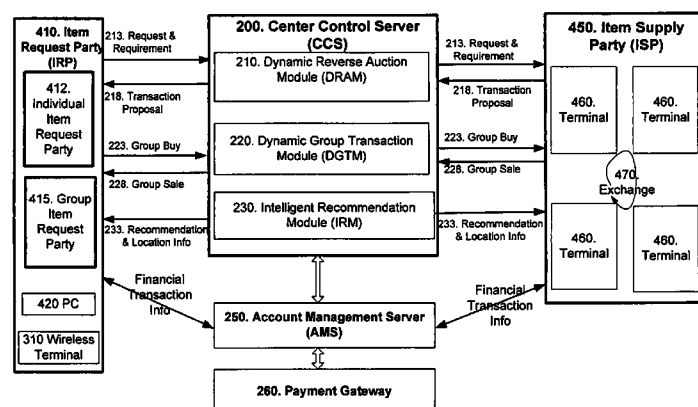 410. Item
Request Party
(IRP)
412.
Individual
Item
Request
Party
415. Group
Item
Request
Party
420 PC
310 Wireless
Terminal
213. Request &
Requirement
218. Transaction
Proposal
223. Group Buy
228. Group Sale
233. Recommendation
& Location Info
Financial
Transaction
Info
200. Center Control Server
(CCS)
210. Dynamic Reverse Auction
Module (DRAM)
220. Dynamic Group Transaction
Module (DGTM)
230. Intelligent Recommendation
Module (IRM)
250. Account Management Server
(AMS)
260. Payment Gateway
213. Request &
Requirement
218. Transaction
Proposal
223. Group Buy
228. Group Sale
233. Recommendation
& Location Info
Financial
Transaction
Info
450. Item Supply
Party (ISP)
460.
Terminal
460.
Terminal
470.
Exchange
460.
Terminal
460.
Terminal